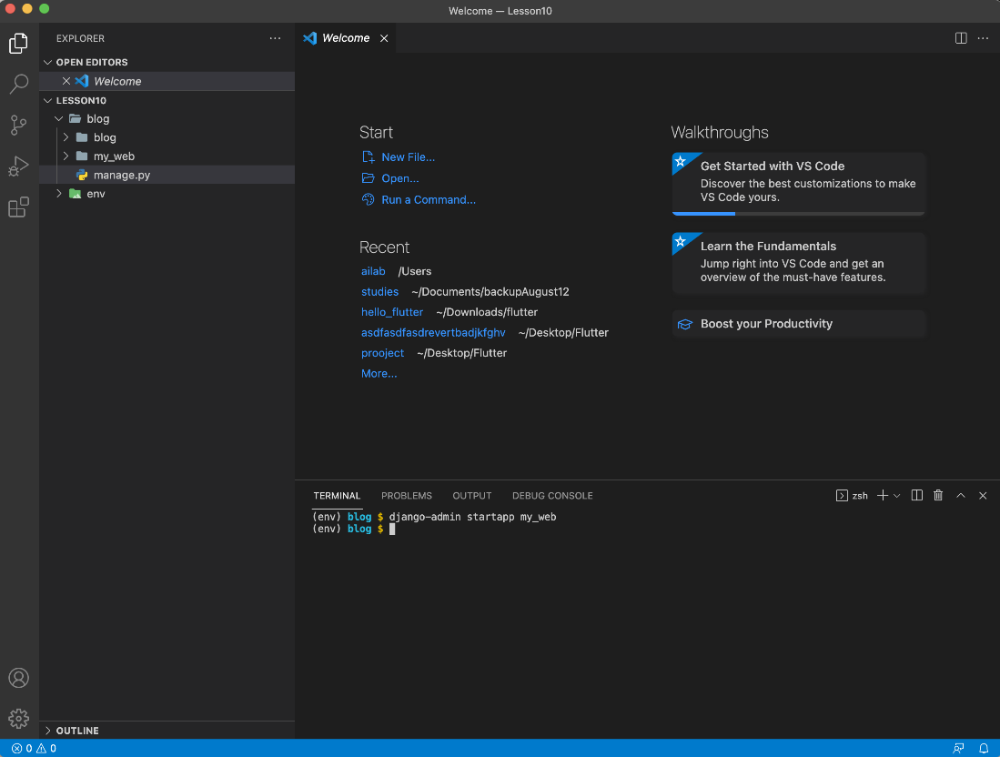 Welcome — Lesson10
EXPLORER
OPEN EDITORS
Welcome
LESSON10
blog
blog
my_web
manage.py
env
OUTLINE
Welcome
Start
New File...
Open...
Run a Command...
Recent
ailab /Users
studies ~/Documents/backupAugust12
hello_flutter ~/Downloads/flutter
asdfasdfasdrevertbadjkfghv ~/Desktop/Flutter
prooject ~/Desktop/Flutter
More...
Walkthroughs
Get Started with VS Code
Discover the best customizations to make
VS Code yours.
Learn the Fundamentals
Jump right into VS Code and get an
overview of the must-have features.
Boost your Productivity
TERMINAL PROBLEMS OUTPUT DEBUG CONSOLE zsh
(env) blog $ django-admin startapp my_web
(env) blog $
0 0